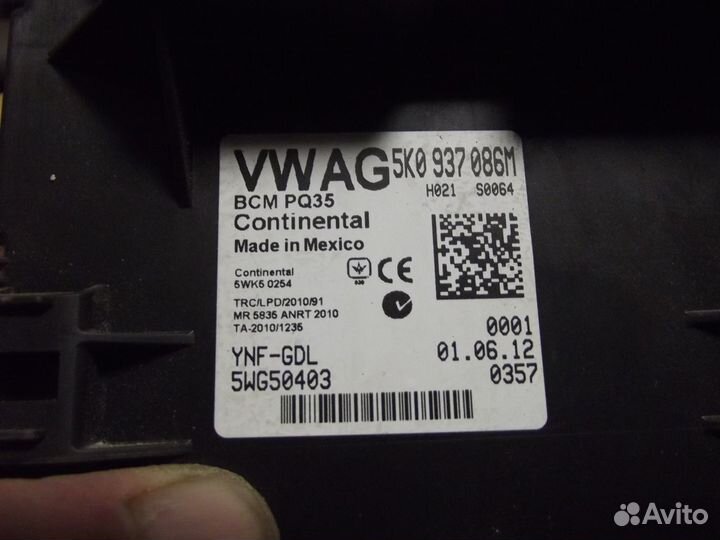 VWAG 5K0 937 086M
H021 S0064
BCM PQ35
Continental
Made in Mexico
Continental
5WK5 0254
TRC/LPD/2010/91
MR 5835 ANRT 2010
TA-2010/1235
CE
0001
YNF-GDL 01.06.12
5WG50403 0357
Avito